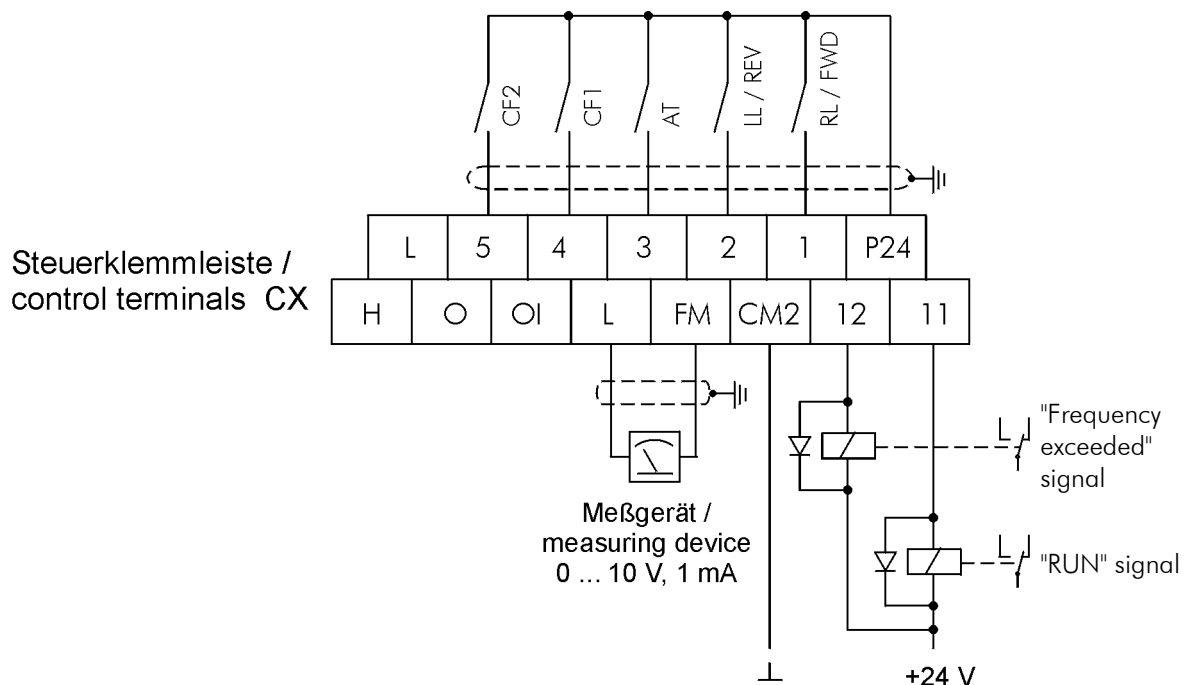 CF2
CF1
AT
LL / REV
RL / FWD
L 5 4 3 2 1 P24
Steuerklemmleiste /
control terminals CX
H O OI L FM CM2 12 11
"Frequency
exceeded"
signal
Meßgerät /
measuring device
0 ... 10 V, 1 mA
"RUN" signal
+24 V